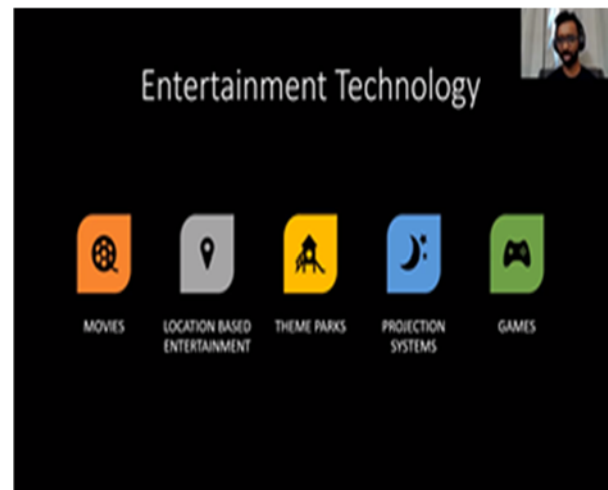 Entertainment Technology
MOVIES
LOCATION BASED
ENTERTAINMENT
THEME PARKS
PROJECTION
SYSTEMS
GAMES